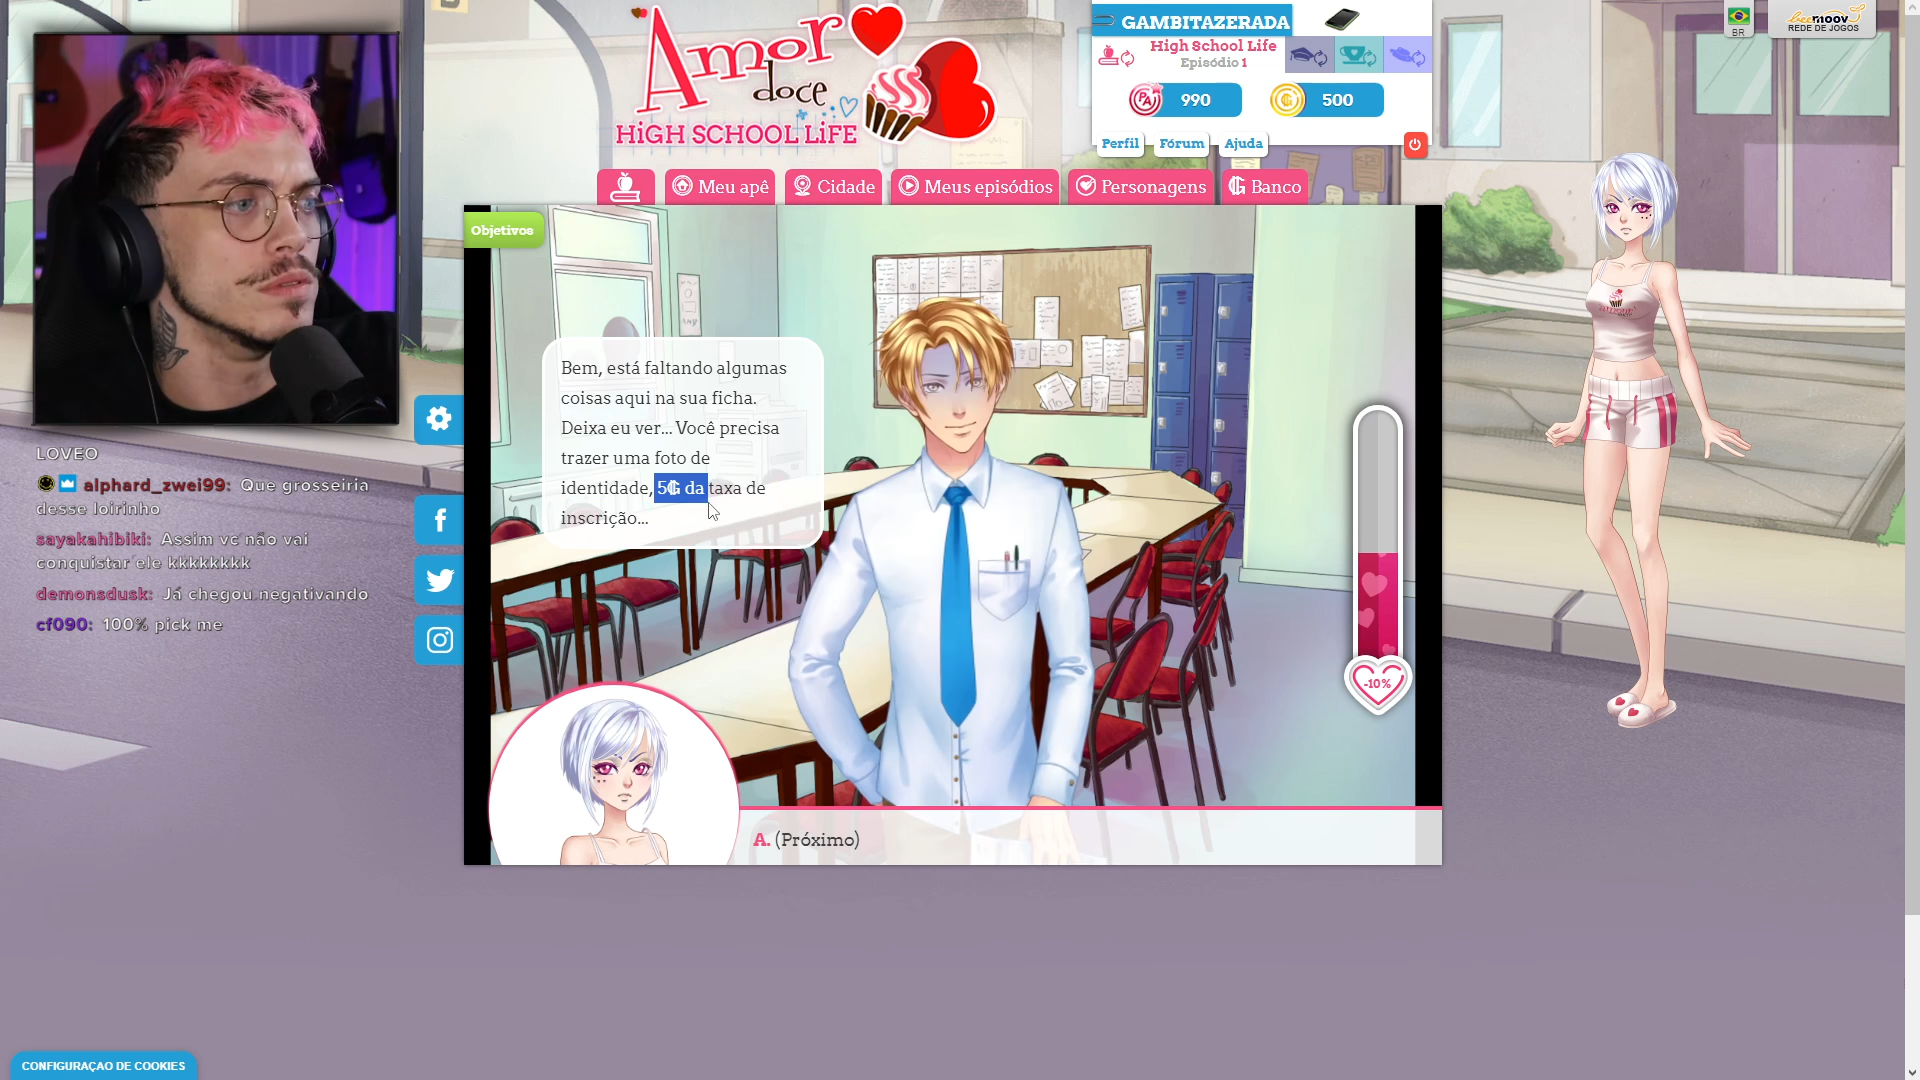 Amor
doce
HiGH SCHOOL LiFE
GAMBITAZERADA
High School Life
Episódio 1
990
500
Perfil
Fórum
Ajuda
BR
beemoov
REDE DE JOGOS
Meu apê
Cidade
Meus episódios
Personagens
Banco
Objetivos
Bem, está faltando algumas
coisas aqui na sua ficha.
Deixa eu ver... Você precisa
trazer uma foto de
identidade, 5G da taxa de
inscrição...
LOVEO
alphard_zwei99: Que grosseiria
desse loirinho
sayakahibiki: Assim vc não vai
conquistar ele kkkkkkkk
demonsdusk: Já chegou negativando
cf090: 100% pick me
-10%
A. (Próximo)
CONFIGURAÇAO DE COOKIES